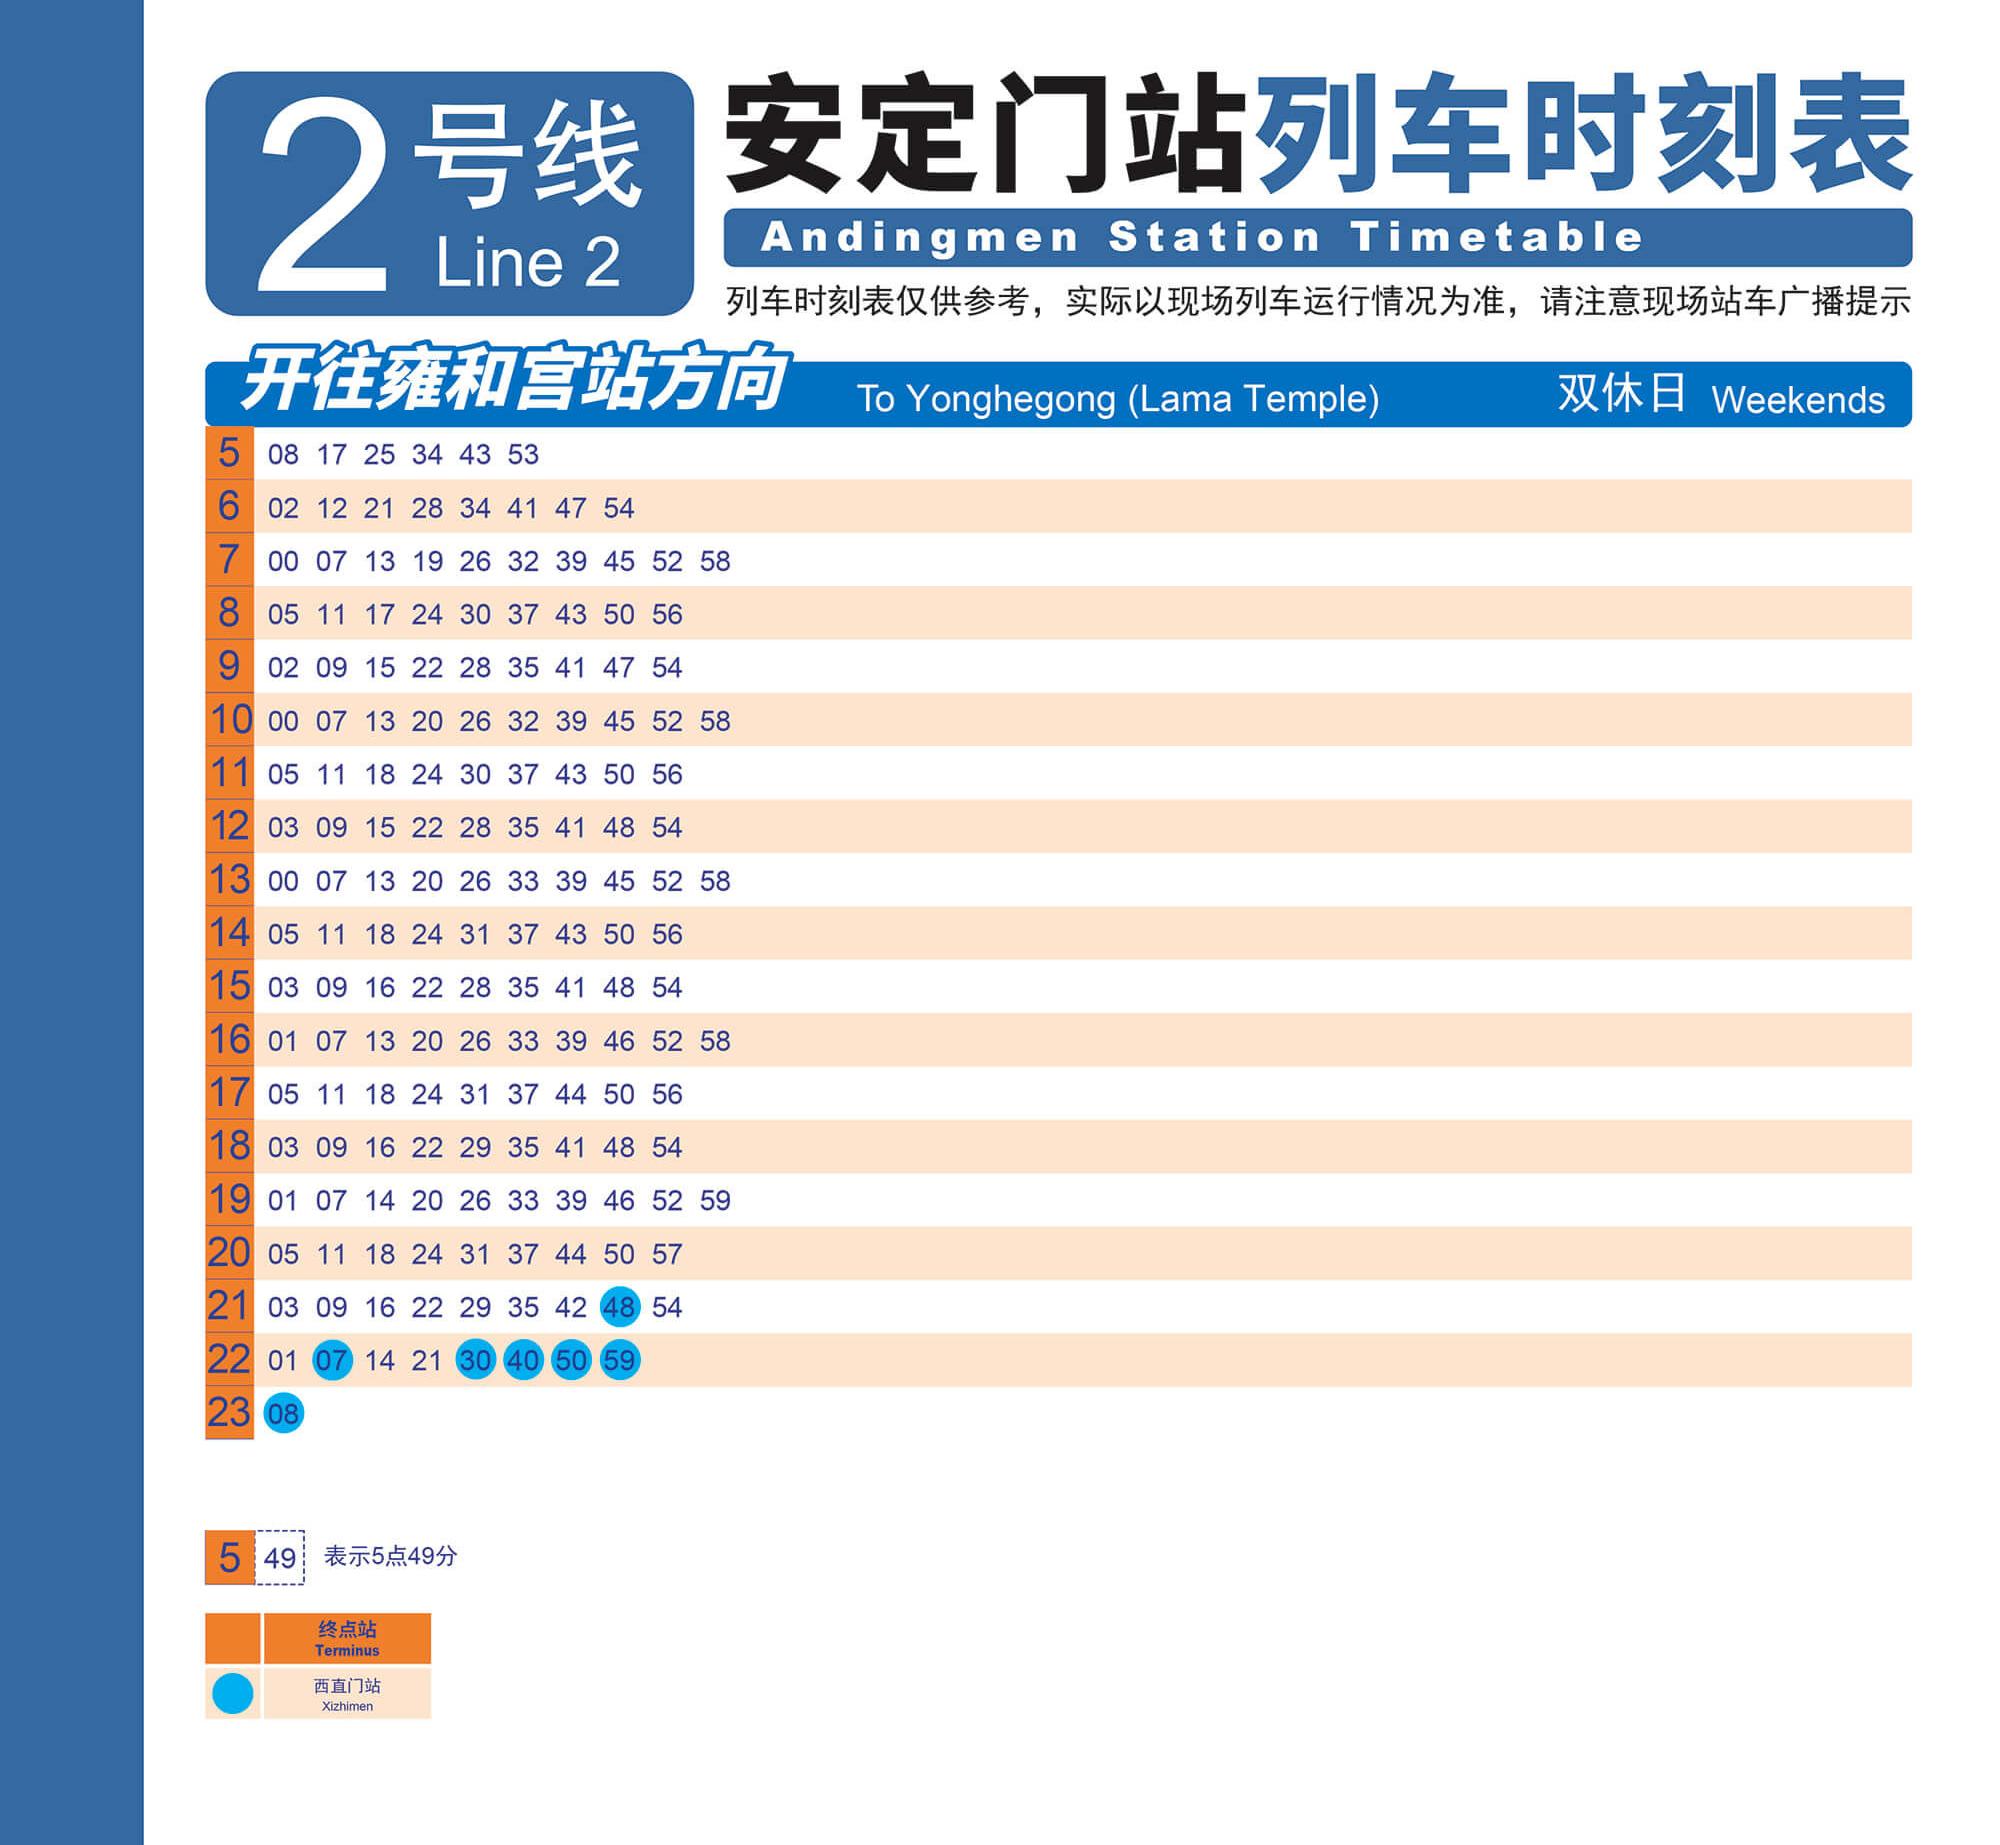 2号线
Line 2
安定门站列车时刻表
Andingmen Station Timetable
列车时刻表仅供参考，实际以现场列车运行情况为准，请注意现场站车广播提示
开往雍和宫站方向 To Yonghegong (Lama Temple) 双休日 Weekends
5 08 17 25 34 43 53
6 02 12 21 28 34 41 47 54
7 00 07 13 19 26 32 39 45 52 58
8 05 11 17 24 30 37 43 50 56
9 02 09 15 22 28 35 41 47 54
10 00 07 13 20 26 32 39 45 52 58
11 05 11 18 24 30 37 43 50 56
12 03 09 15 22 28 35 41 48 54
13 00 07 13 20 26 33 39 45 52 58
14 05 11 18 24 31 37 43 50 56
15 03 09 16 22 28 35 41 48 54
16 01 07 13 20 26 33 39 46 52 58
17 05 11 18 24 31 37 44 50 56
18 03 09 16 22 29 35 41 48 54
19 01 07 14 20 26 33 39 46 52 59
20 05 11 18 24 31 37 44 50 57
21 03 09 16 22 29 35 42 48 54
22 01 07 14 21 30 40 50 59
23 08
5 49 表示5点49分
终点站
Terminus
西直门站
Xizhimen